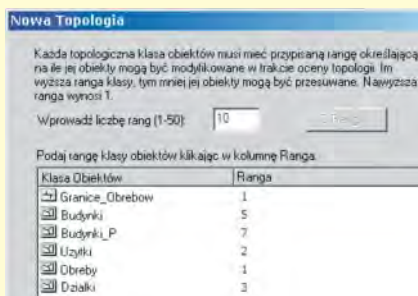 Nowa Topologia
Każda topologiczna klasa obiektów musi mieć przypisaną rangę określającą
na ile jej obiekty mogą być modyfikowane w trakcie oceny topologii. Im
wyższa ranga klasy, tym mniej jej obiekty mogą być przesuwane. Najwyższa
ranga wynosi 1.
Wprowadź liczbę rang (1-50): 10
Podaj rangę klasy obiektów klikając w kolumnę Ranga.
Klasa Obiektów Ranga
Granice_Obrebow 1
Budynki 5
Budynki_P 7
Uzytki 2
Obreby 1
Dzialki 3